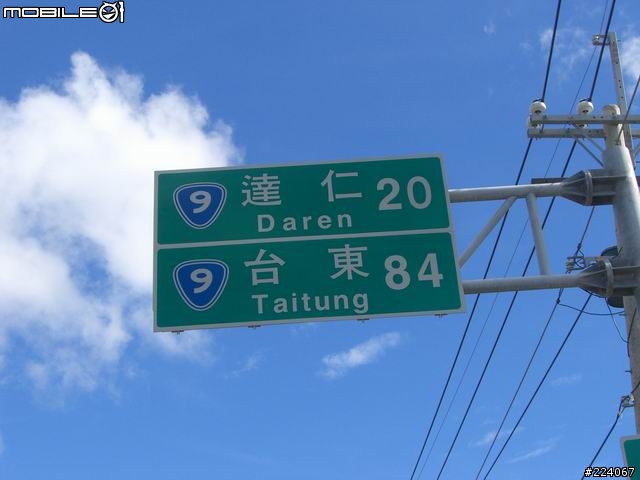 MOBILE01
9 達仁 20
Daren
9 台東 84
Taitung
#224067